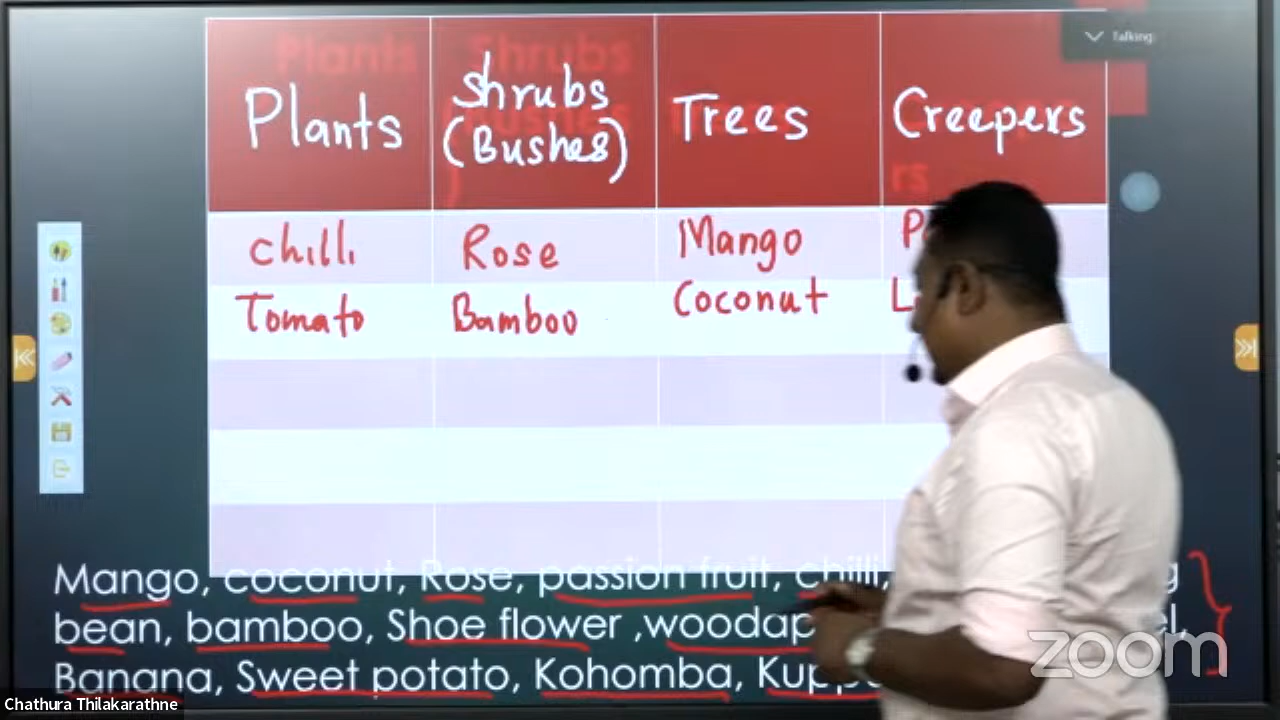 Talking:
Plants
Shrubs
(Bushes)
Trees
Creepers
rs
Chilli
Rose
Mango
Tomato
Bamboo
Coconut
Mango, coconut, Rose, passion fruit, chilli,
bean, bamboo, Shoe flower ,
Banana, Sweet potato, Kohomba,
zoom
Chathura Thilakarathne